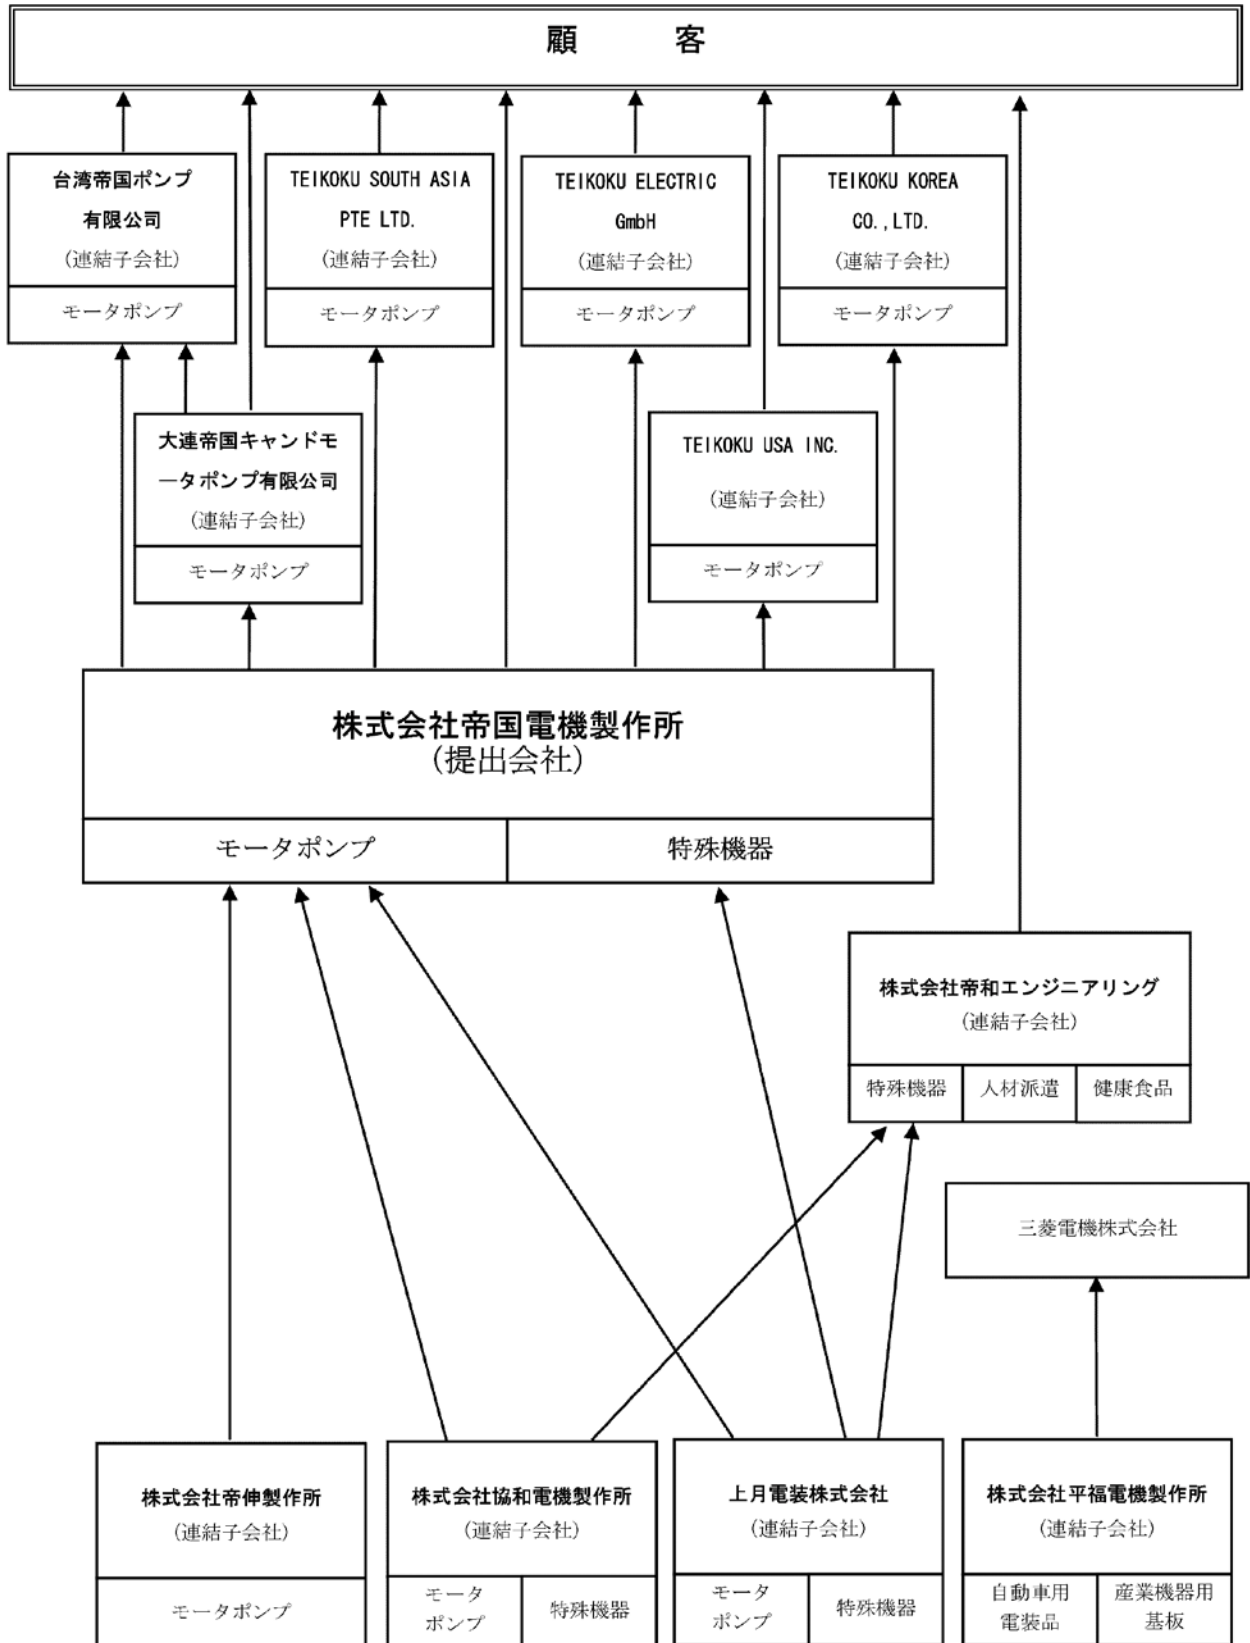 顧　　客
台湾帝国ポンプ
有限公司
(連結子会社)
モータポンプ
TEIKOKU SOUTH ASIA
PTE LTD.
(連結子会社)
モータポンプ
TEIKOKU ELECTRIC
GmbH
(連結子会社)
モータポンプ
TEIKOKU KOREA
CO.,LTD.
(連結子会社)
モータポンプ
大連帝国キャンドモ
ータポンプ有限公司
(連結子会社)
モータポンプ
TEIKOKU USA INC.
(連結子会社)
モータポンプ
株式会社帝国電機製作所
(提出会社)
モータポンプ
特殊機器
株式会社帝和エンジニアリング
(連結子会社)
特殊機器
人材派遣
健康食品
三菱電機株式会社
株式会社帝伸製作所
(連結子会社)
モータポンプ
株式会社協和電機製作所
(連結子会社)
モータ
ポンプ
特殊機器
上月電装株式会社
(連結子会社)
モータ
ポンプ
特殊機器
株式会社平福電機製作所
(連結子会社)
自動車用
電装品
産業機器用
基板